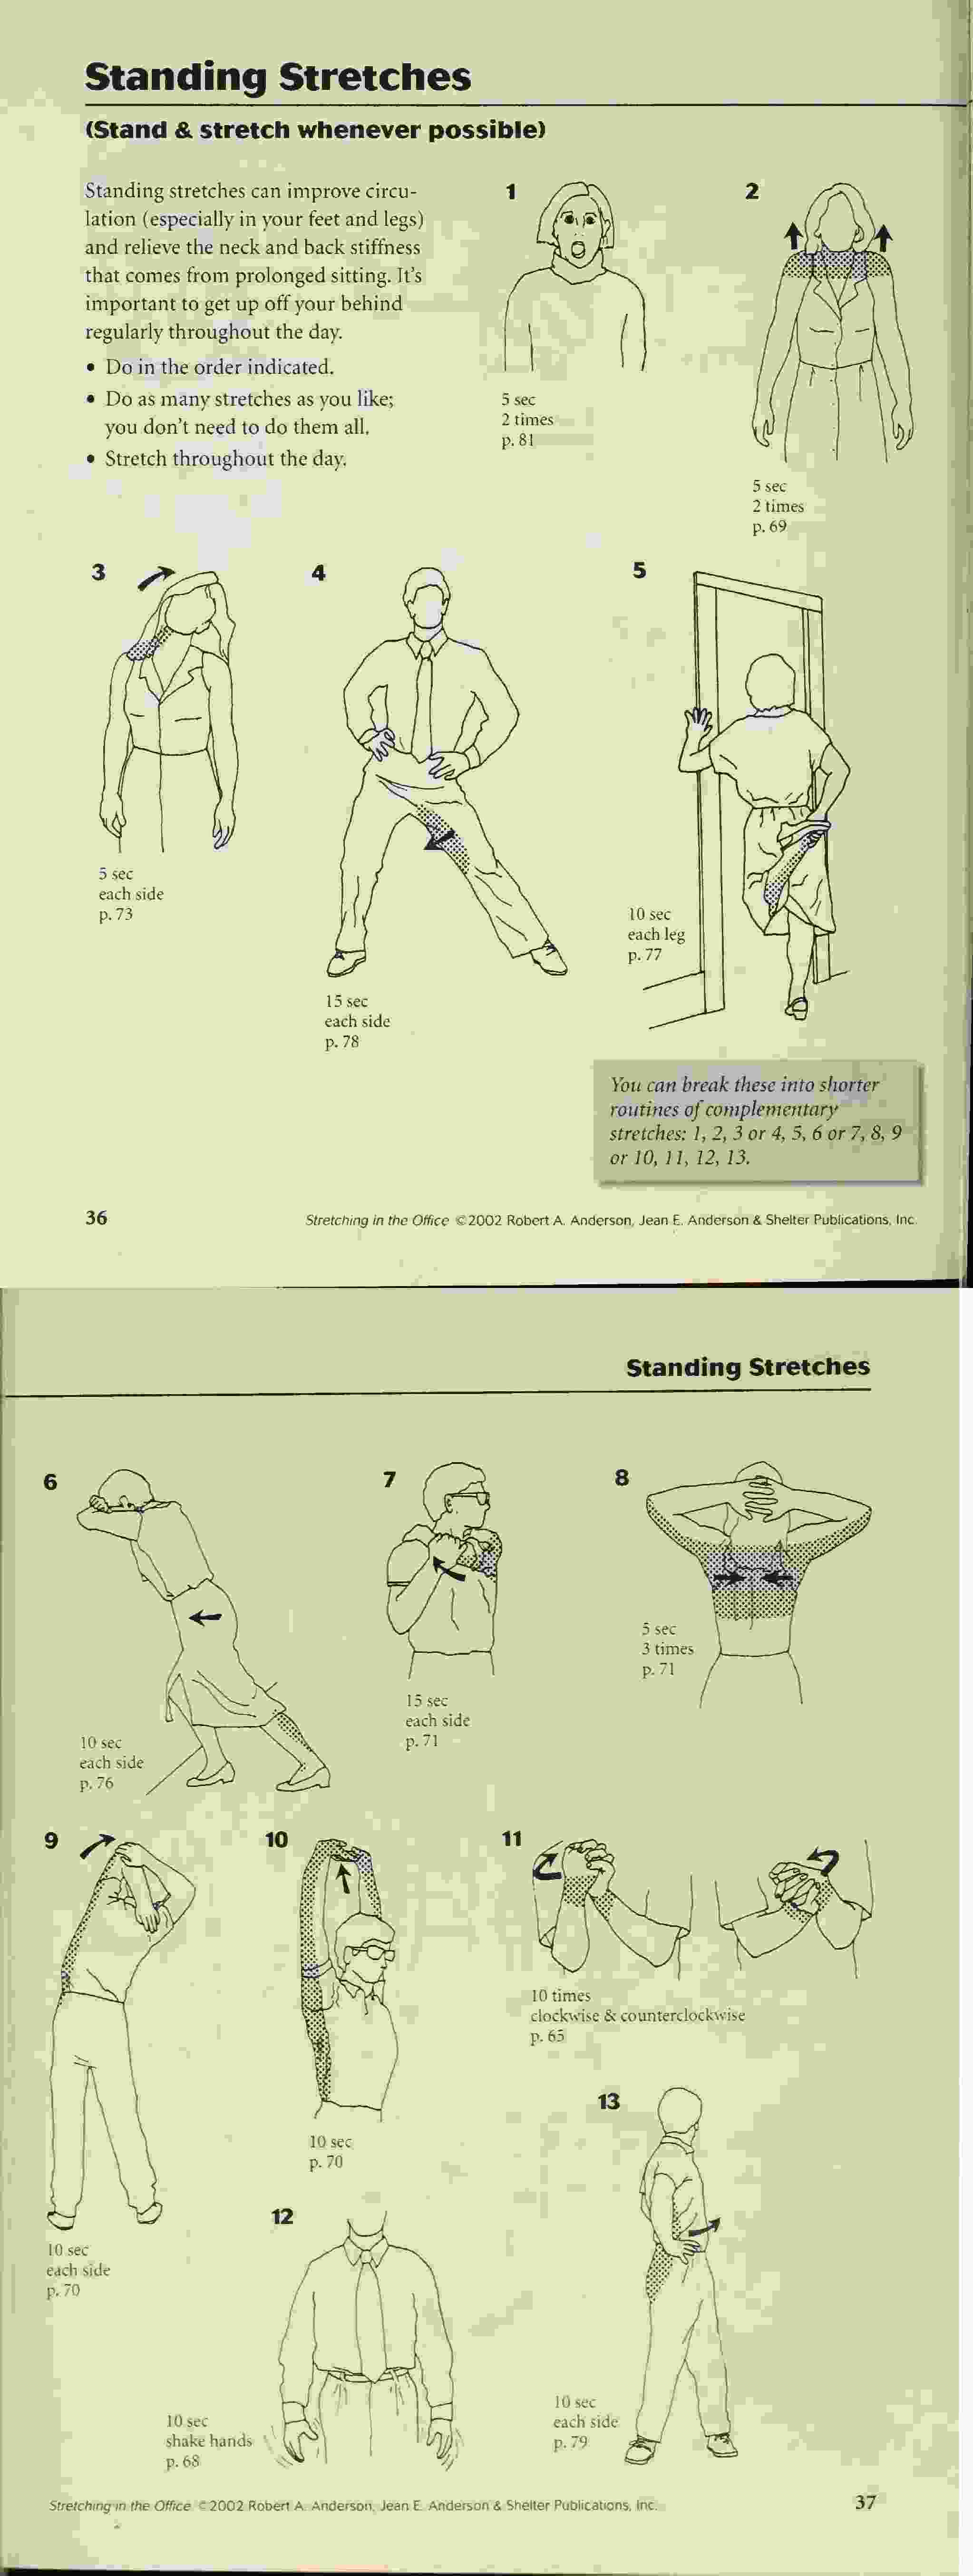 Standing Stretches
(Stand & stretch whenever possible)
Standing stretches can improve circu-
lation (especially in your feet and legs)
and relieve the neck and back stiffness
that comes from prolonged sitting. It's
important to get up off your behind
regularly throughout the day.
• Do in the order indicated.
• Do as many stretches as you like;
you don't need to do them all.
• Stretch throughout the day.
1
5 sec
2 times
p. 81
2
5 sec
2 times
p. 69
3
5 sec
each side
p. 73
4
15 sec
each side
p. 78
5
10 sec
each leg
p. 77
You can break these into shorter
routines of complementary
stretches: 1, 2, 3 or 4, 5, 6 or 7, 8, 9
or 10, 11, 12, 13.
36
Stretching in the Office ©2002 Robert A. Anderson, Jean E. Anderson & Shelter Publications, Inc.
Standing Stretches
6
10 sec
each side
p. 76
7
15 sec
each side
p. 71
8
5 sec
3 times
p. 71
9
10 sec
each side
p. 70
10
10 sec
p. 70
11
10 times
clockwise & counterclockwise
p. 65
12
10 sec
shake hands
p. 68
13
10 sec
each side
p. 79
Stretching in the Office ©2002 Robert A. Anderson, Jean E. Anderson & Shelter Publications, Inc.
37